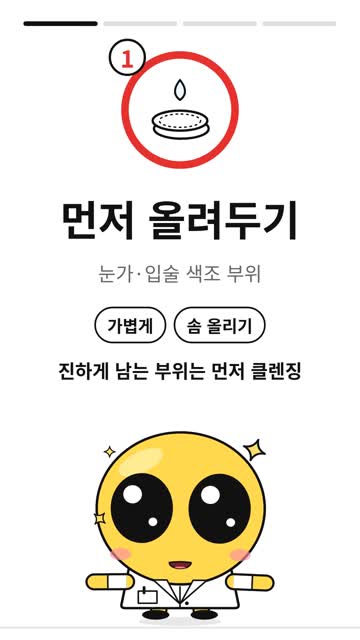 1
먼저 올려두기
눈가·입술 색조 부위
가볍게 솜 올리기
진하게 남는 부위는 먼저 클렌징